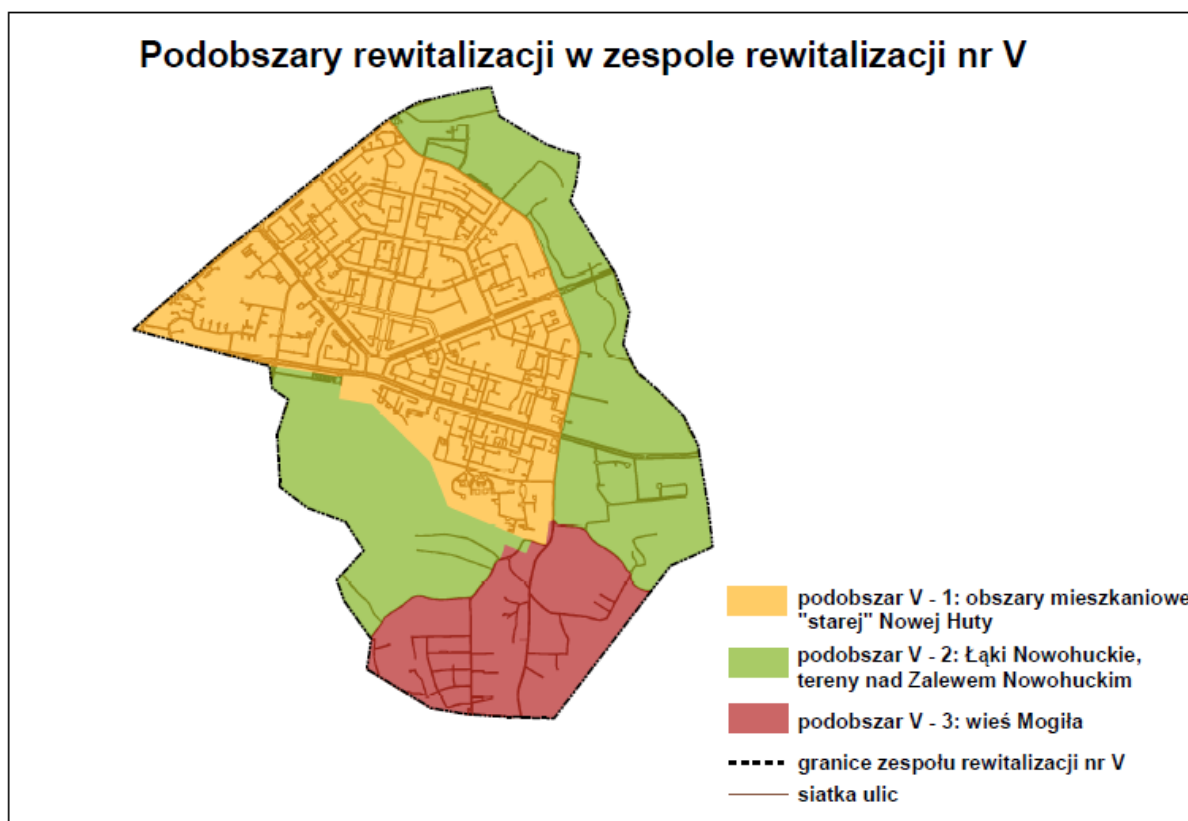 Podobszary rewitalizacji w zespole rewitalizacji nr V
podobszar V - 1: obszary mieszkaniowe
"starej" Nowej Huty
podobszar V - 2: Łąki Nowohuckie,
tereny nad Zalewem Nowohuckim
podobszar V - 3: wieś Mogiła
granice zespołu rewitalizacji nr V
siatka ulic